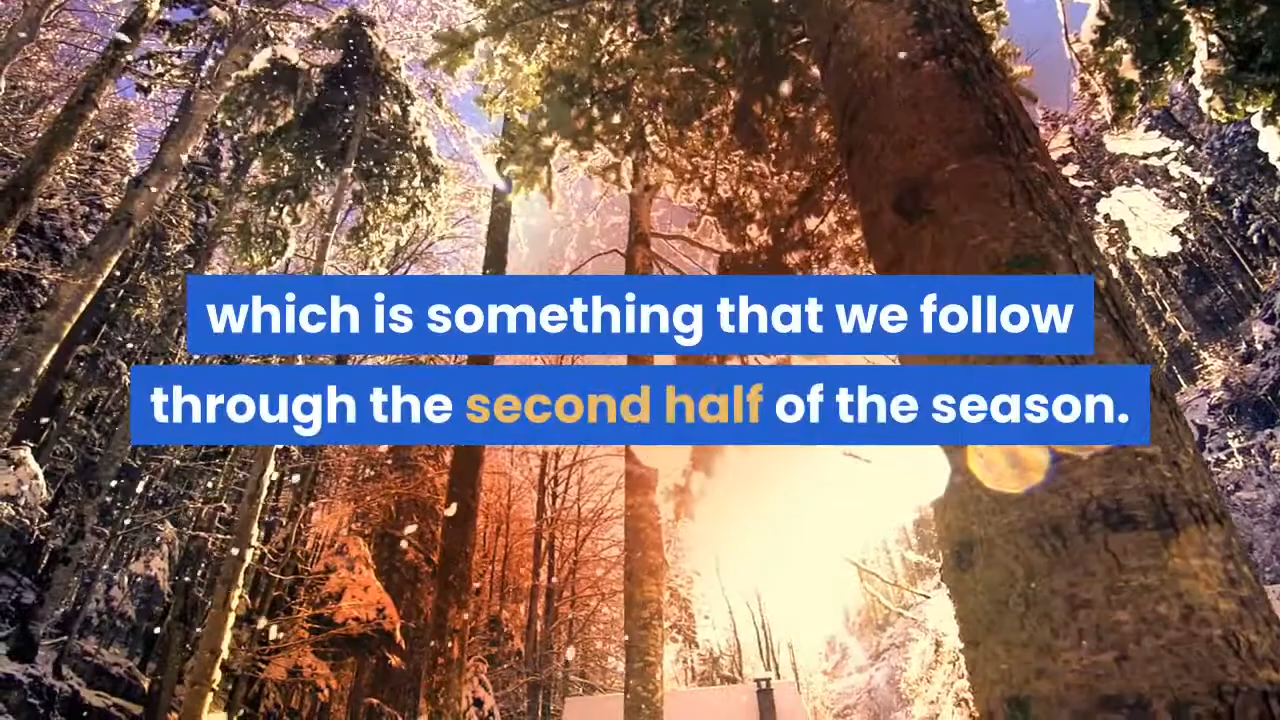 which is something that we follow
through the second half of the season.